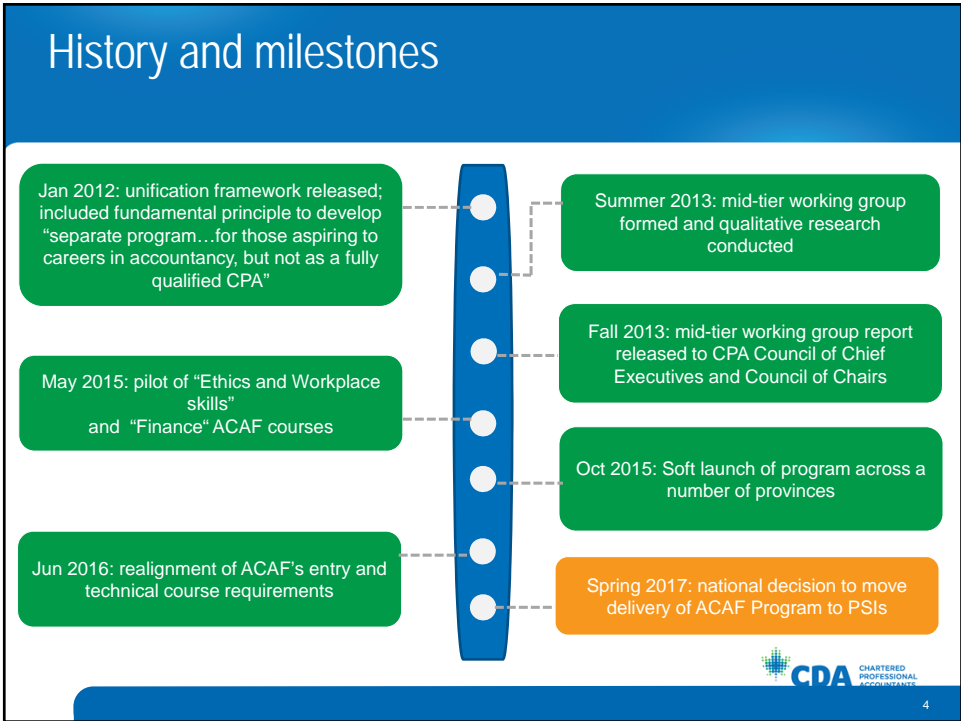 History and milestones
Jan 2012: unification framework released;
included fundamental principle to develop
“separate program…for those aspiring to
careers in accountancy, but not as a fully
qualified CPA”
Summer 2013: mid-tier working group
formed and qualitative research
conducted
Fall 2013: mid-tier working group report
released to CPA Council of Chief
Executives and Council of Chairs
May 2015: pilot of “Ethics and Workplace
skills”
and “Finance“ ACAF courses
Oct 2015: Soft launch of program across a
number of provinces
Jun 2016: realignment of ACAF’s entry and
technical course requirements
Spring 2017: national decision to move
delivery of ACAF Program to PSIs
CPA
CHARTERED
PROFESSIONAL
ACCOUNTANTS
4